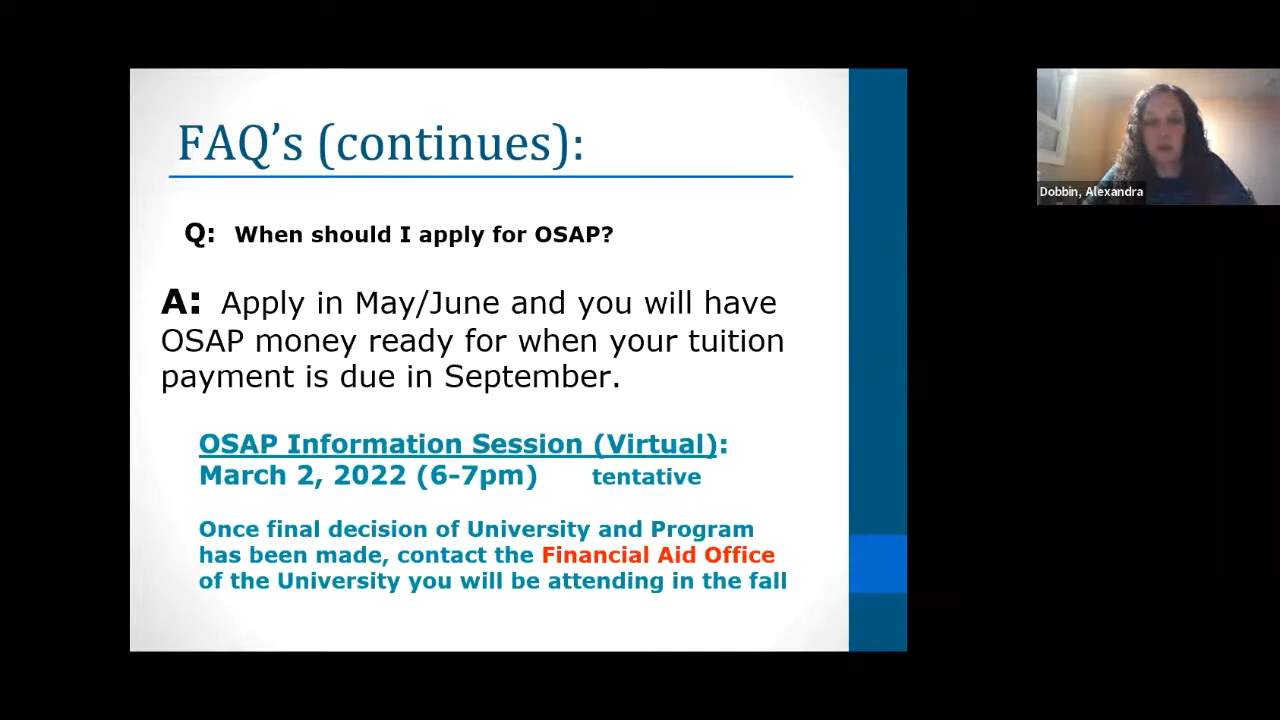 FAQ’s (continues):
Q: When should I apply for OSAP?
A: Apply in May/June and you will have
OSAP money ready for when your tuition
payment is due in September.
OSAP Information Session (Virtual):
March 2, 2022 (6-7pm) tentative
Once final decision of University and Program
has been made, contact the Financial Aid Office
of the University you will be attending in the fall
Dobbin, Alexandra